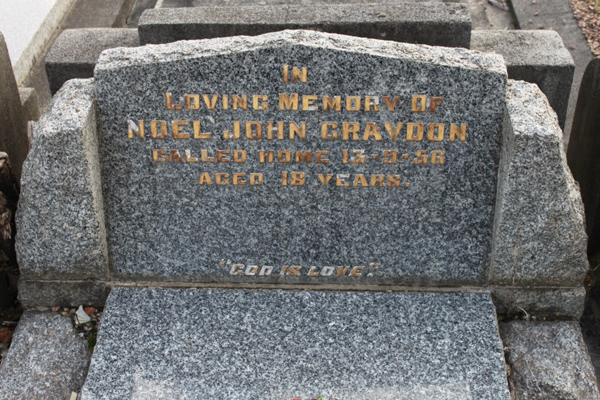 IN
LOVING MEMORY OF
NOEL JOHN GRAYDON
CALLED HOME 13-9-56
AGED 18 YEARS.
"GOD IS LOVE."